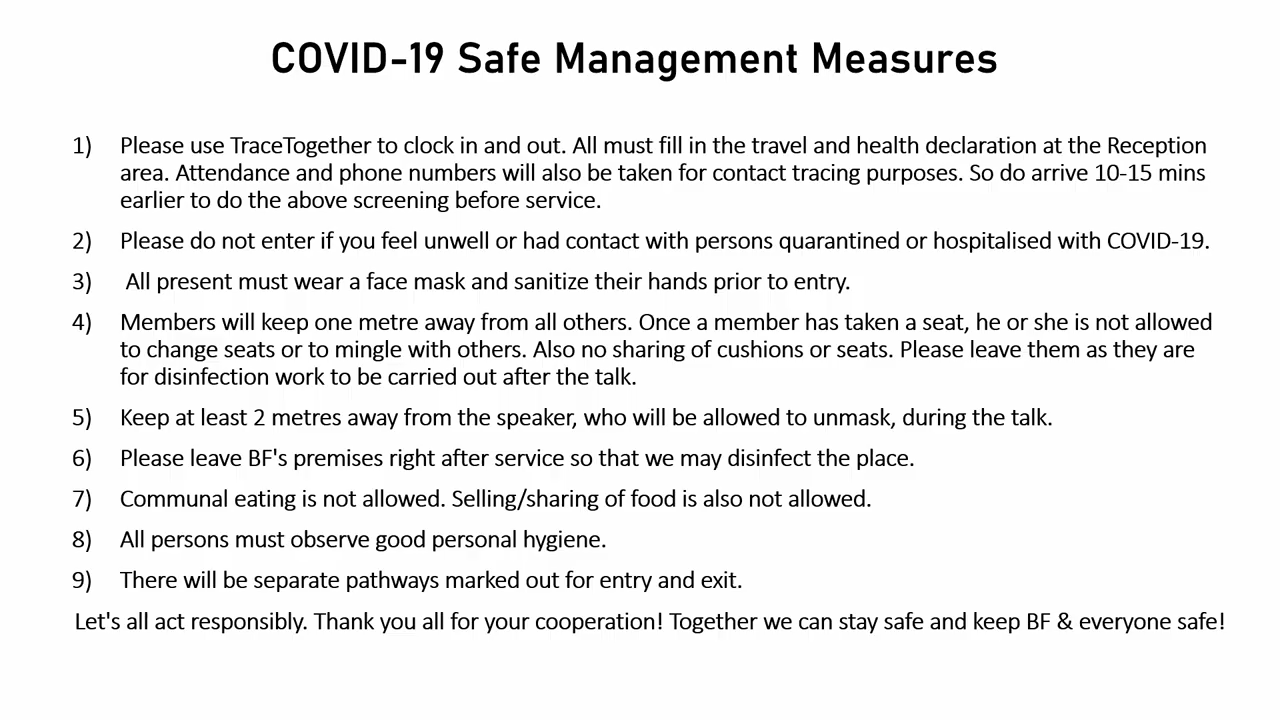 COVID-19 Safe Management Measures
1) Please use TraceTogether to clock in and out. All must fill in the travel and health declaration at the Reception
area. Attendance and phone numbers will also be taken for contact tracing purposes. So do arrive 10-15 mins
earlier to do the above screening before service.
2) Please do not enter if you feel unwell or had contact with persons quarantined or hospitalised with COVID-19.
3) All present must wear a face mask and sanitize their hands prior to entry.
4) Members will keep one metre away from all others. Once a member has taken a seat, he or she is not allowed
to change seats or to mingle with others. Also no sharing of cushions or seats. Please leave them as they are
for disinfection work to be carried out after the talk.
5) Keep at least 2 metres away from the speaker, who will be allowed to unmask, during the talk.
6) Please leave BF's premises right after service so that we may disinfect the place.
7) Communal eating is not allowed. Selling/sharing of food is also not allowed.
8) All persons must observe good personal hygiene.
9) There will be separate pathways marked out for entry and exit.
Let's all act responsibly. Thank you all for your cooperation! Together we can stay safe and keep BF & everyone safe!